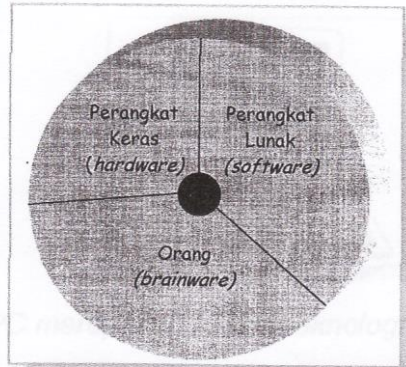 Perangkat
Keras
(hardware)
Perangkat
Lunak
(software)
Orang
(brainware)